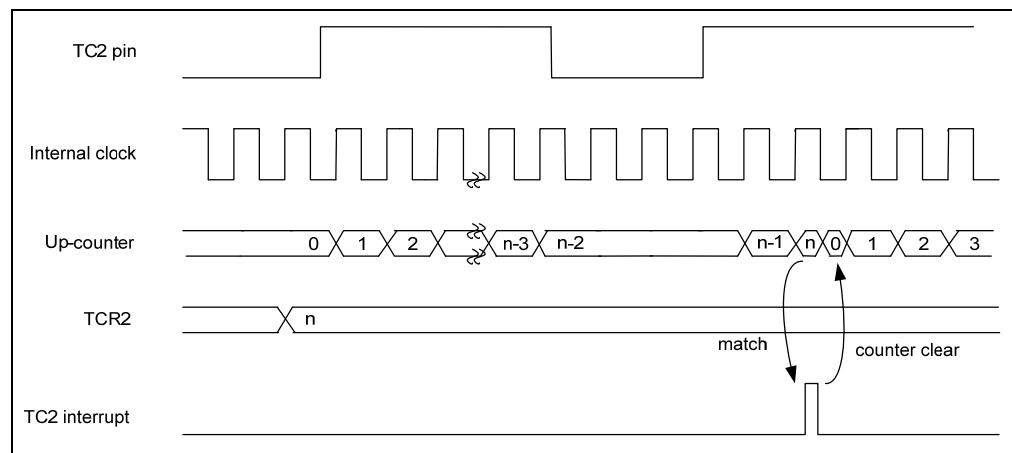 TC2 pin
Internal clock
Up-counter
0 1 2 n-3 n-2 n-1 n 0 1 2 3
TCR2
n
match
counter clear
TC2 interrupt